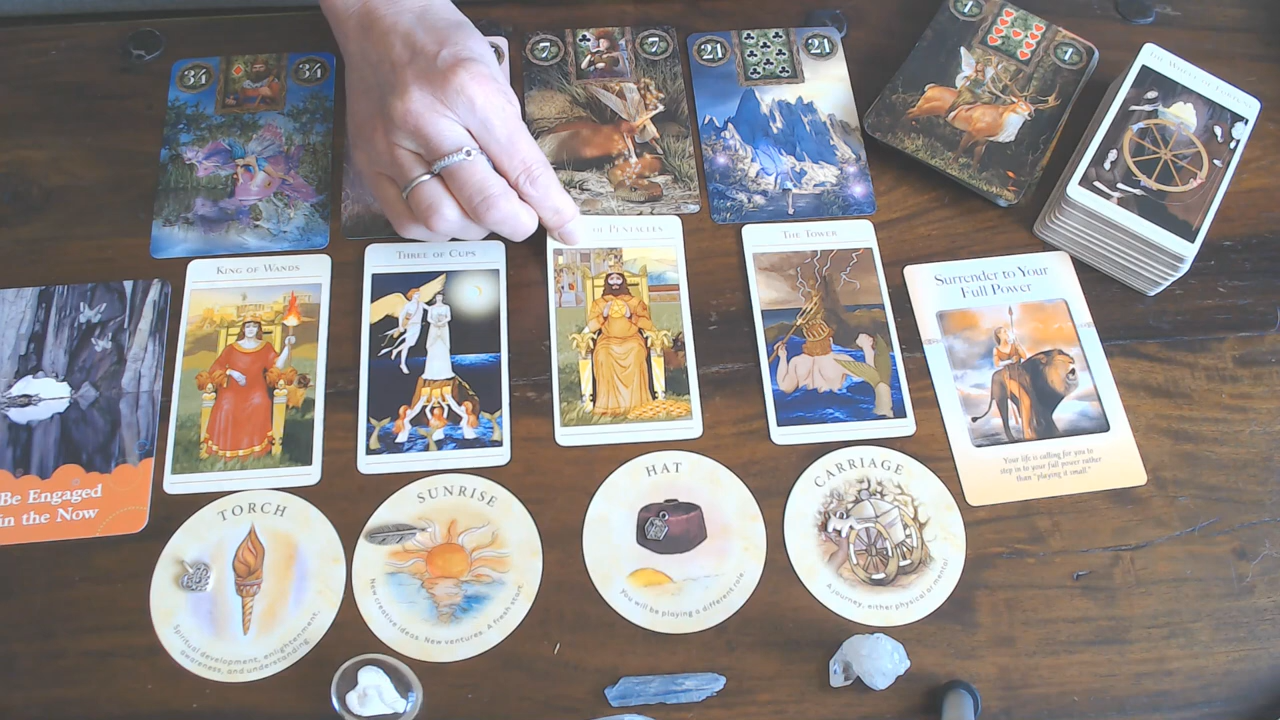 34
34
7
7
21
21
1
1
THE WHEEL OF FORTUNE
KING OF WANDS
THREE OF CUPS
OF PENTACLES
THE TOWER
Surrender to Your
Full Power
Your life is calling for you to
step in to your full power rather
than "playing it small."
Be Engaged
in the Now
TORCH
Spiritual development, enlightenment,
awareness, and understanding.
SUNRISE
New creative ideas. New ventures. A fresh start.
HAT
You will be playing a different role.
CARRIAGE
A journey, either physical or mental